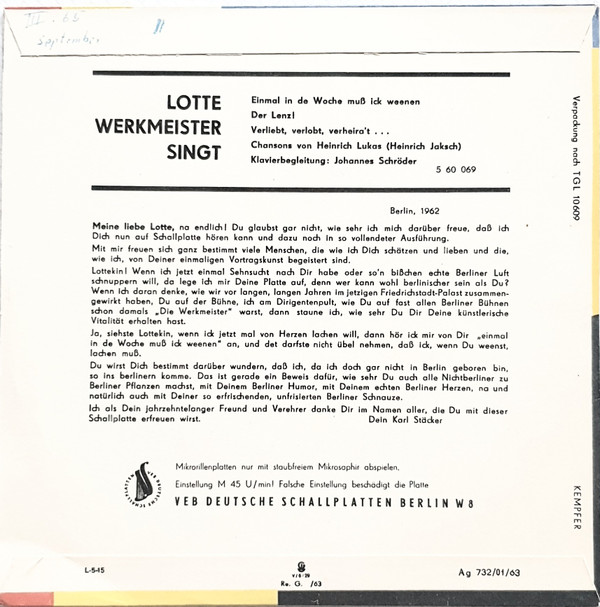 III. 65
September
LOTTE
WERKMEISTER
SINGT
Einmal in de Woche muß ick weenen
Der Lenz!
Verliebt, verlobt, verheira't . . .
Chansons von Heinrich Lukas (Heinrich Jaksch)
Klavierbegleitung: Johannes Schröder
5 60 069
Berlin, 1962
Meine liebe Lotte, na endlich! Du glaubst gar nicht, wie sehr ich mich darüber freue, daß ich
Dich nun auf Schallplatte hören kann und dazu noch in so vollendeter Ausführung.
Mit mir freuen sich ganz bestimmt viele Menschen, die wie ich Dich schätzen und lieben und die,
wie ich, von Deiner einmaligen Vortragskunst begeistert sind.
Lottekin! Wenn ich jetzt einmal Sehnsucht nach Dir habe oder so'n bißchen echte Berliner Luft
schnuppern will, da lege ich mir Deine Platte auf, denn wer kann wohl berlinischer sein als Du?
Wenn ich daran denke, wie wir vor langen, langen Jahren im jetzigen Friedrichstadt-Palast zusammen-
gewirkt haben, Du auf der Bühne, ich am Dirigentenpult, wie Du auf fast allen Berliner Bühnen
schon damals „Die Werkmeister" warst, dann staune ich, wie sehr Du Dir Deine künstlerische
Vitalität erhalten hast.
Ja, siehste Lottekin, wenn ick jetzt mal von Herzen lachen will, dann hör ick mir von Dir „einmal
in de Woche muß ick weenen" an, und det darfste nicht übel nehmen, daß ick, wenn Du weenst,
lachen muß.
Du wirst Dich bestimmt darüber wundern, daß ich, da ich doch gar nicht in Berlin geboren bin,
so ins berlinern komme. Das ist gerade ein Beweis dafür, wie sehr Du auch alle Nichtberliner zu
Berliner Pflanzen machst, mit Deinem Berliner Humor, mit Deinem echten Berliner Herzen, na und
natürlich auch mit Deiner so erfrischenden, unfrisierten Berliner Schnauze.
Ich als Dein jahrzehntelanger Freund und Verehrer danke Dir im Namen aller, die Du mit dieser
Schallplatte erfreuen wirst. Dein Karl Stäcker
Mikrorillenplatten nur mit staubfreiem Mikrosaphir abspielen.
Einstellung M 45 U/min! Falsche Einstellung beschädigt die Platte
VEB DEUTSCHE SCHALLPLATTEN BERLIN W 8
VEB DEUTSCHE SCHALLPLATTEN
L-5-15
9/8/29
Re. G. /63
Ag 732/01/63
Verpackung nach TGL 10609
KEMPFER